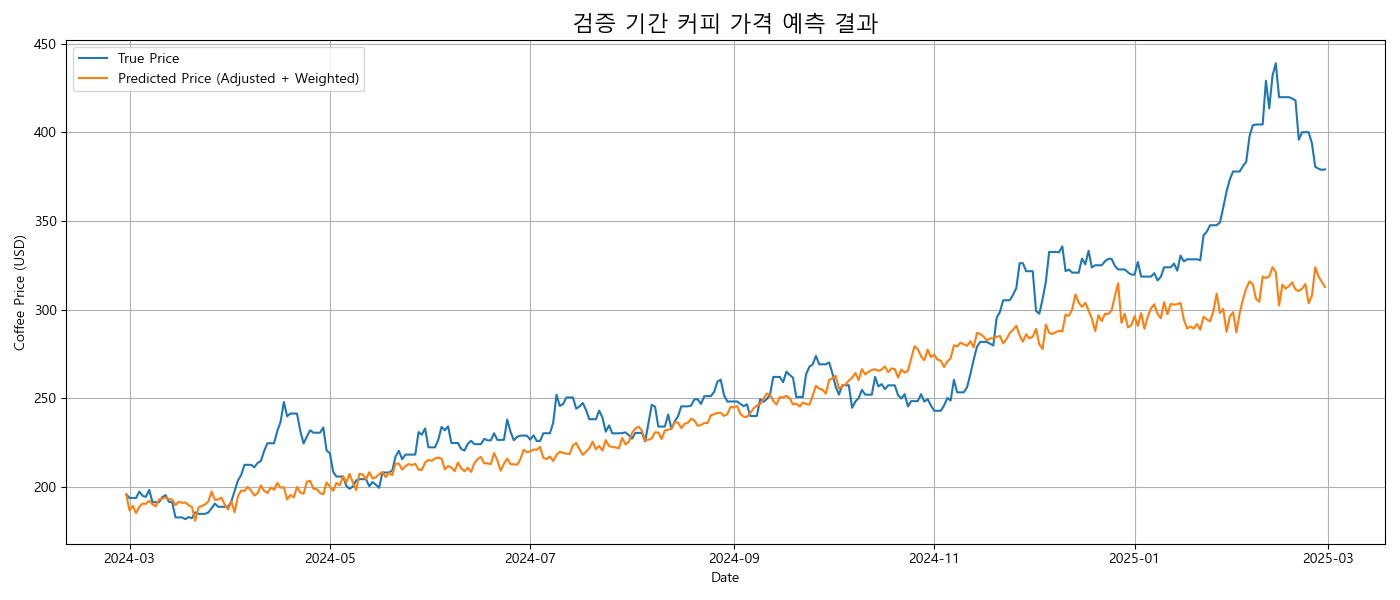 검증 기간 커피 가격 예측 결과
True Price
Predicted Price (Adjusted + Weighted)
Coffee Price (USD)
450
400
350
300
250
200
2024-03 2024-05 2024-07 2024-09 2024-11 2025-01 2025-03
Date